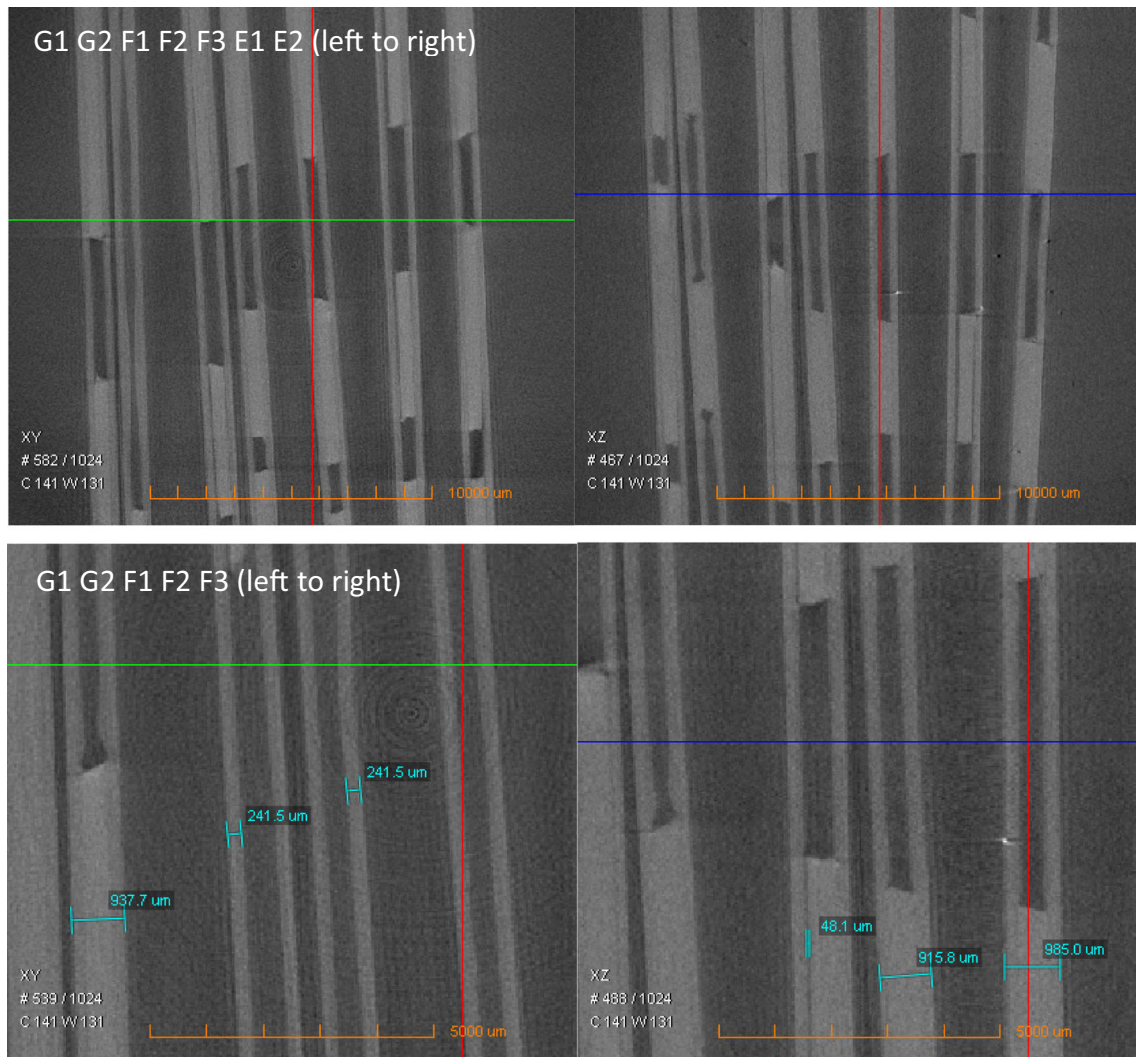 G1 G2 F1 F2 F3 E1 E2 (left to right)
XY
# 582 / 1024
C 141 W 131
10000 um
XZ
# 467 / 1024
C 141 W 131
10000 um
G1 G2 F1 F2 F3 (left to right)
241.5 um
241.5 um
937.7 um
XY
# 539 / 1024
C 141 W 131
5000 um
48.1 um
915.8 um
985.0 um
XZ
# 488 / 1024
C 141 W 131
5000 um